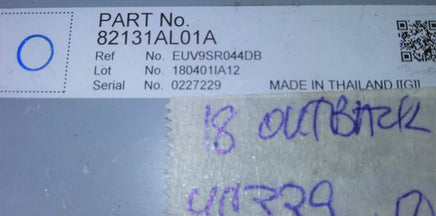 PART No.
82131AL01A
Ref No. EUV9SR044DB
Lot No. 180401IA12
Serial No. 0227229 MADE IN THAILAND
18 OUTBACK